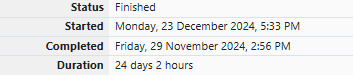 Status Finished
Started Monday, 23 December 2024, 5:33 PM
Completed Friday, 29 November 2024, 2:56 PM
Duration 24 days 2 hours